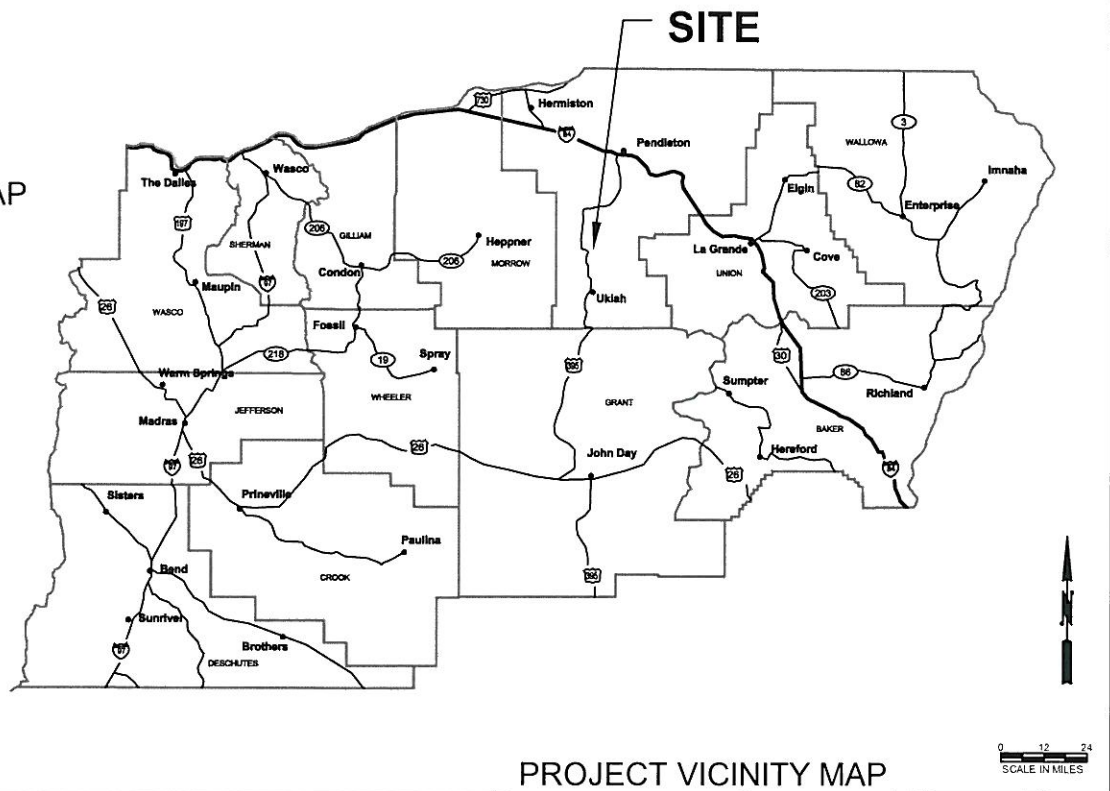 SITE
730
Hermiston
84
Pendleton
3
WALLOWA
Imnaha
AP
The Dalles
Wasco
Elgin
82
Enterprise
197
206
GILLIAM
SHERMAN
Heppner
La Grande
Cove
Condon
206
MORROW
UNION
97
Maupin
Ukiah
203
26
WASCO
Fossil
218
19
Spray
395
30
86
Warm Springs
Sumpter
Richland
WHEELER
GRANT
JEFFERSON
Madras
BAKER
26
John Day
Hereford
97
26
26
84
Sisters
Prineville
Paulina
Bend
CROOK
395
N
Sunriver
Brothers
97
DESCHUTES
0 12 24
SCALE IN MILES
PROJECT VICINITY MAP